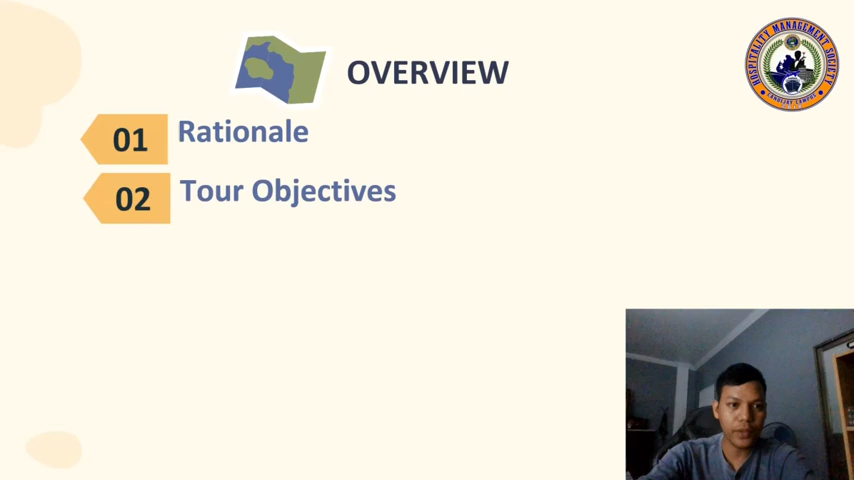 OVERVIEW
HOSPITALITY MANAGEMENT SOCIETY
01 Rationale
02 Tour Objectives